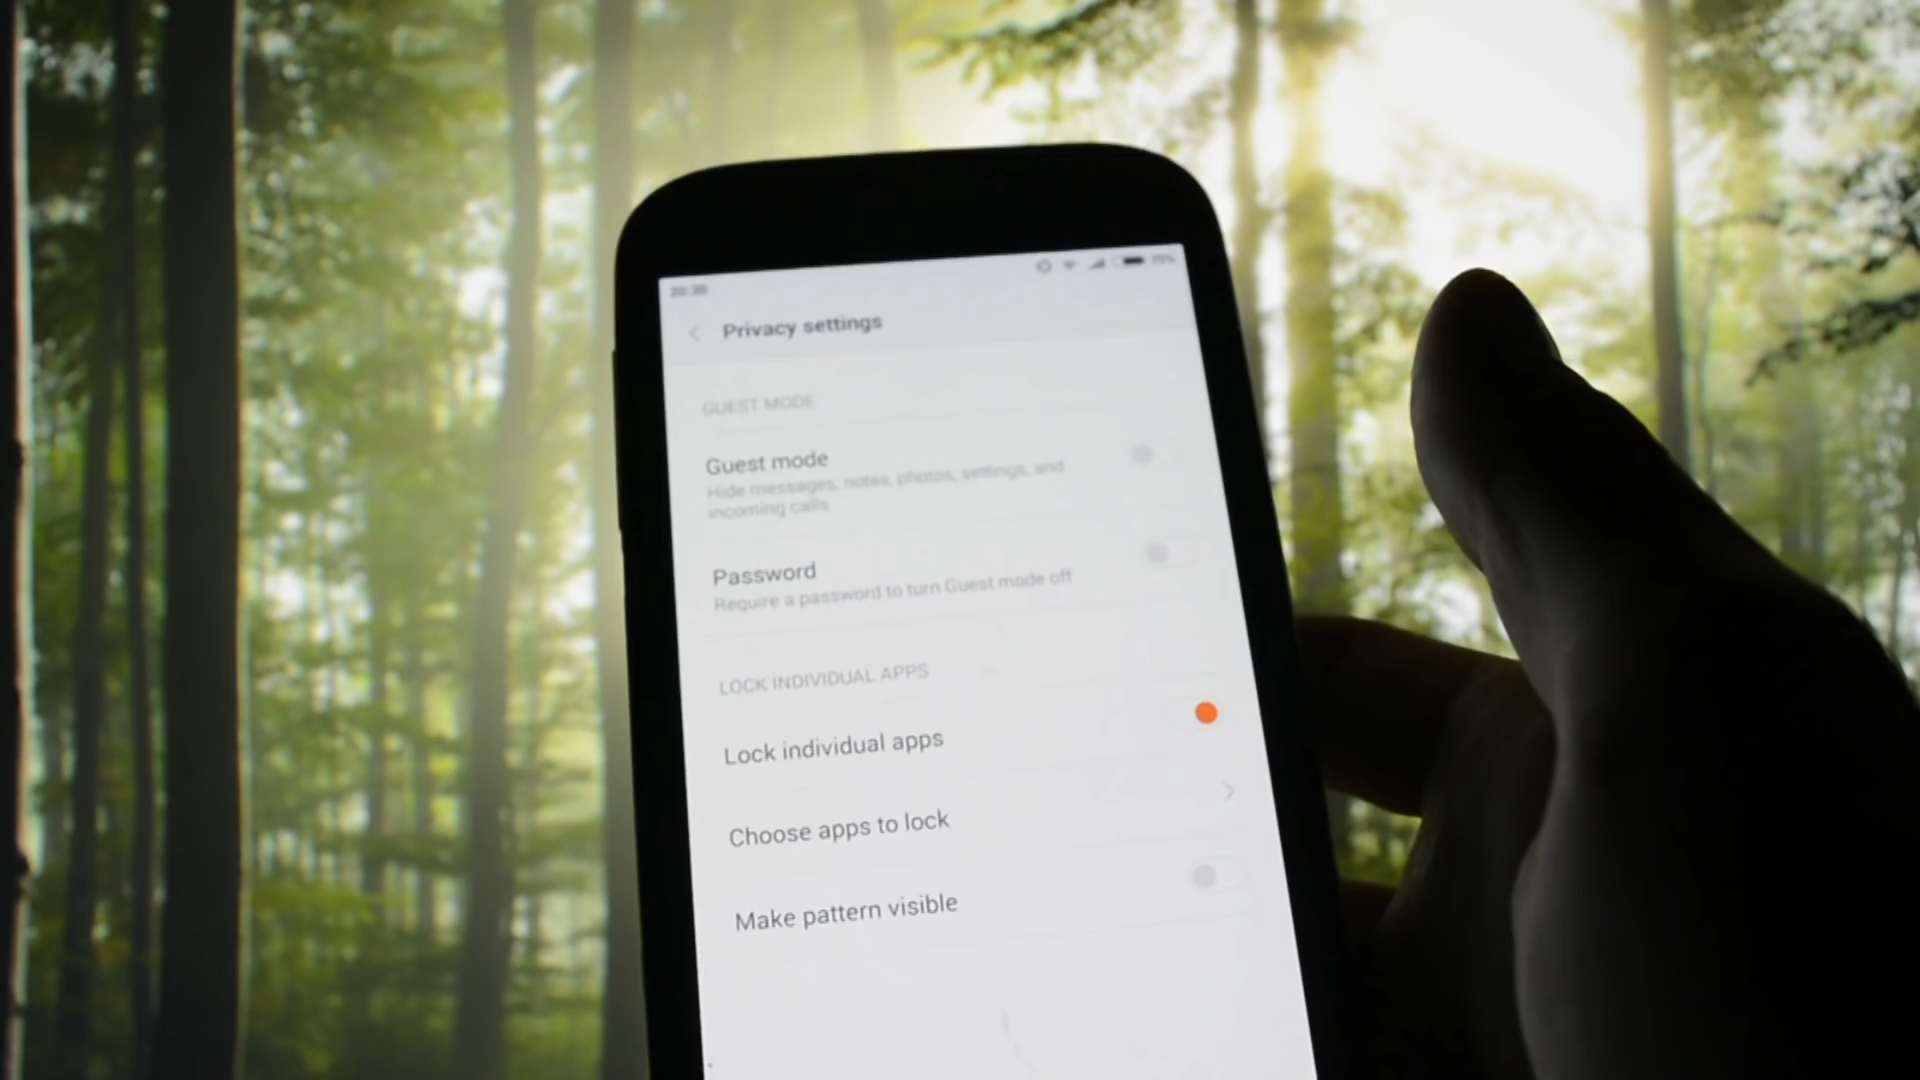 Privacy settings
GUEST MODE
Guest mode
Hide messages, notes, photos, settings, and
incoming calls
Password
Require a password to turn Guest mode off
LOCK INDIVIDUAL APPS
Lock individual apps
Choose apps to lock
Make pattern visible